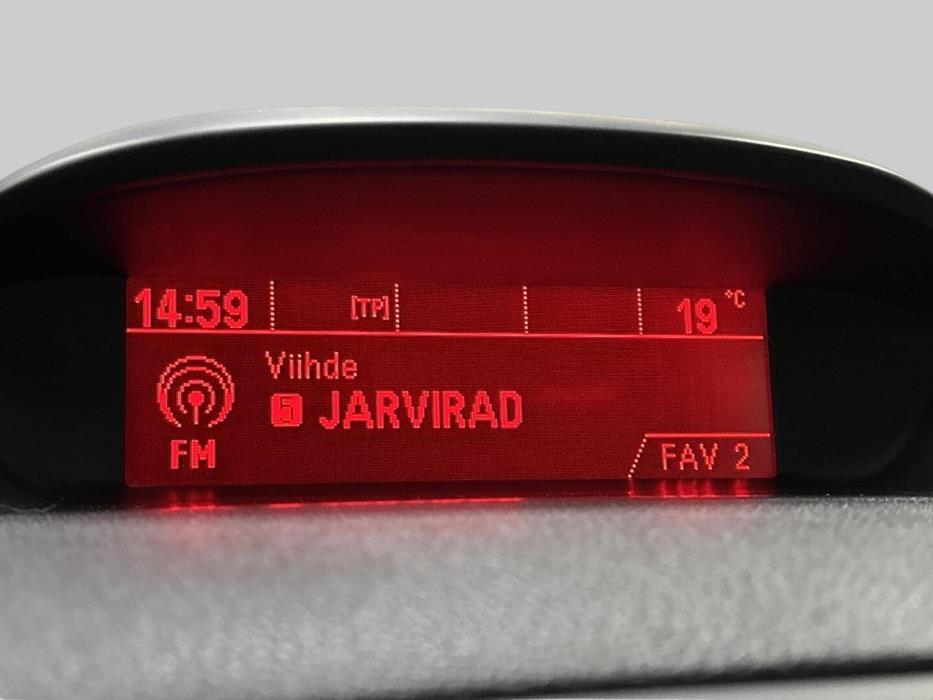 14:59 [TP] 19 °C
Viihde
5 JARVIRAD
FM
FAV 2